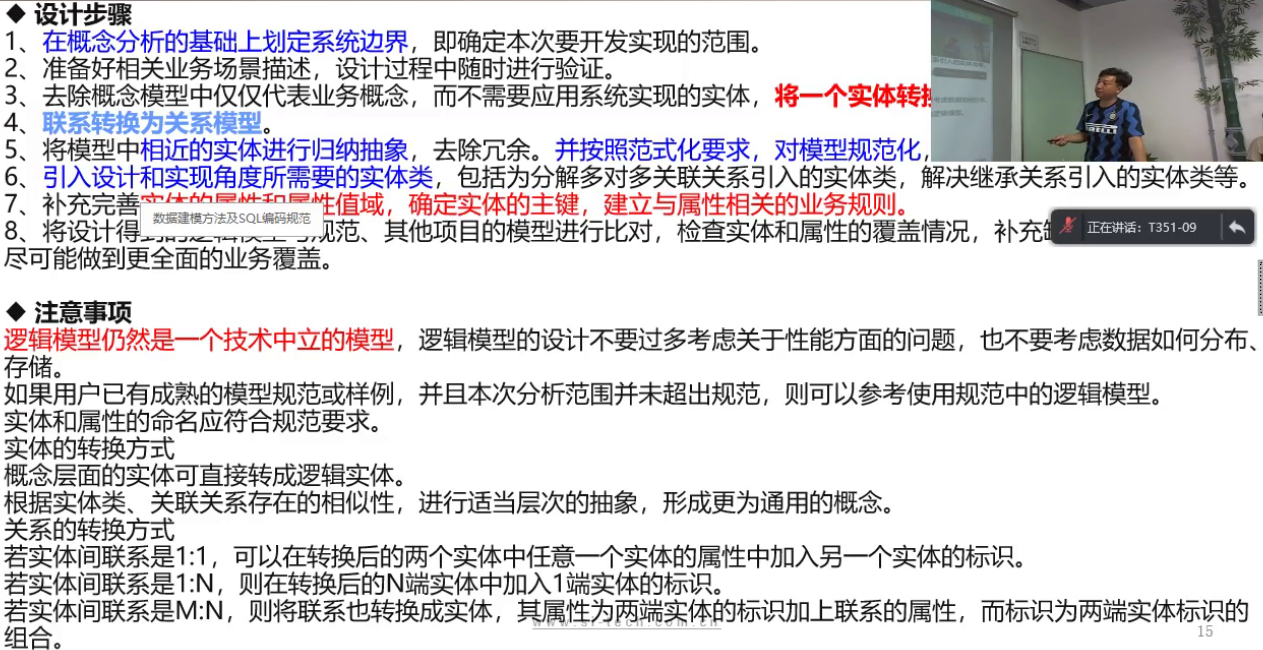 ◆ 设计步骤
1、在概念分析的基础上划定系统边界，即确定本次要开发实现的范围。
2、准备好相关业务场景描述，设计过程中随时进行验证。
3、去除概念模型中仅仅代表业务概念，而不需要应用系统实现的实体，将一个实体转换
4、联系转换为关系模型。
5、将模型中相近的实体进行归纳抽象，去除冗余。并按照范式化要求，对模型规范化，
6、引入设计和实现角度所需要的实体类，包括为分解多对多关联关系引入的实体类，解决继承关系引入的实体类等。
7、补充完善实体的属性和属性值域，确定实体的主键，建立与属性相关的业务规则。
数据建模方法及SQL编码规范
8、将设计得到的逻辑模型与规范、其他项目的模型进行比对，检查实体和属性的覆盖情况，补充
正在讲话：T351-09
尽可能做到更全面的业务覆盖。
◆ 注意事项
逻辑模型仍然是一个技术中立的模型，逻辑模型的设计不要过多考虑关于性能方面的问题，也不要考虑数据如何分布、
存储。
如果用户已有成熟的模型规范或样例，并且本次分析范围并未超出规范，则可以参考使用规范中的逻辑模型。
实体和属性的命名应符合规范要求。
实体的转换方式
概念层面的实体可直接转成逻辑实体。
根据实体类、关联关系存在的相似性，进行适当层次的抽象，形成更为通用的概念。
关系的转换方式
若实体间联系是1:1，可以在转换后的两个实体中任意一个实体的属性中加入另一个实体的标识。
若实体间联系是1:N，则在转换后的N端实体中加入1端实体的标识。
若实体间联系是M:N，则将联系也转换成实体，其属性为两端实体的标识加上联系的属性，而标识为两端实体标识的
www.si-tech.com.cn
15
组合。